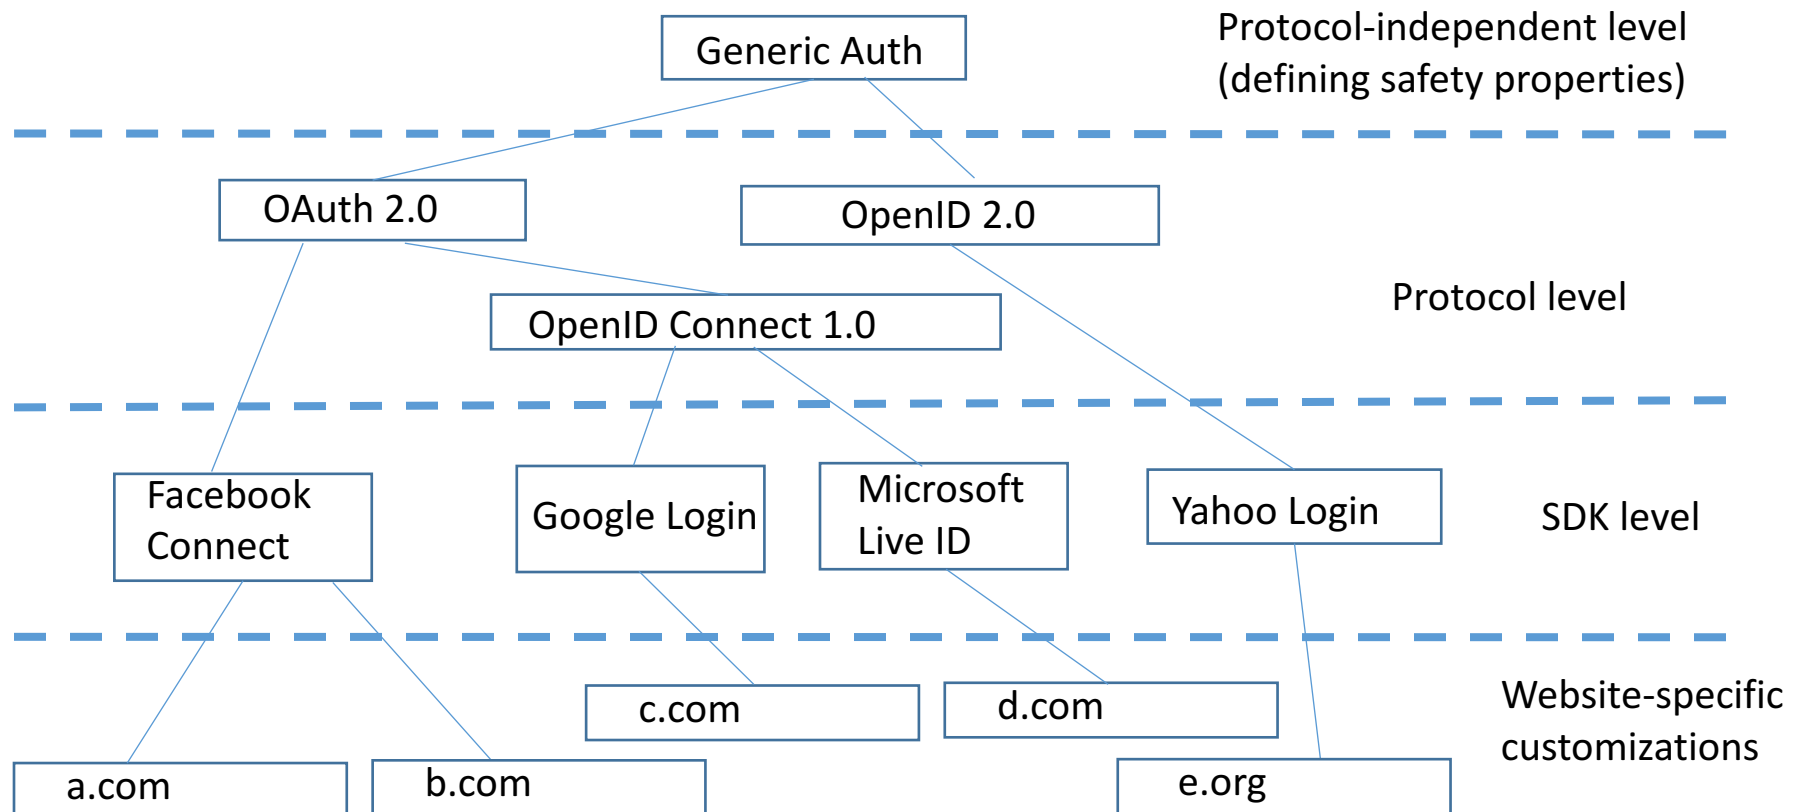 Generic Auth
Protocol-independent level
(defining safety properties)
OAuth 2.0
OpenID 2.0
Protocol level
OpenID Connect 1.0
Facebook
Connect
Google Login
Microsoft
Live ID
Yahoo Login
SDK level
c.com
d.com
Website-specific
customizations
a.com
b.com
e.org